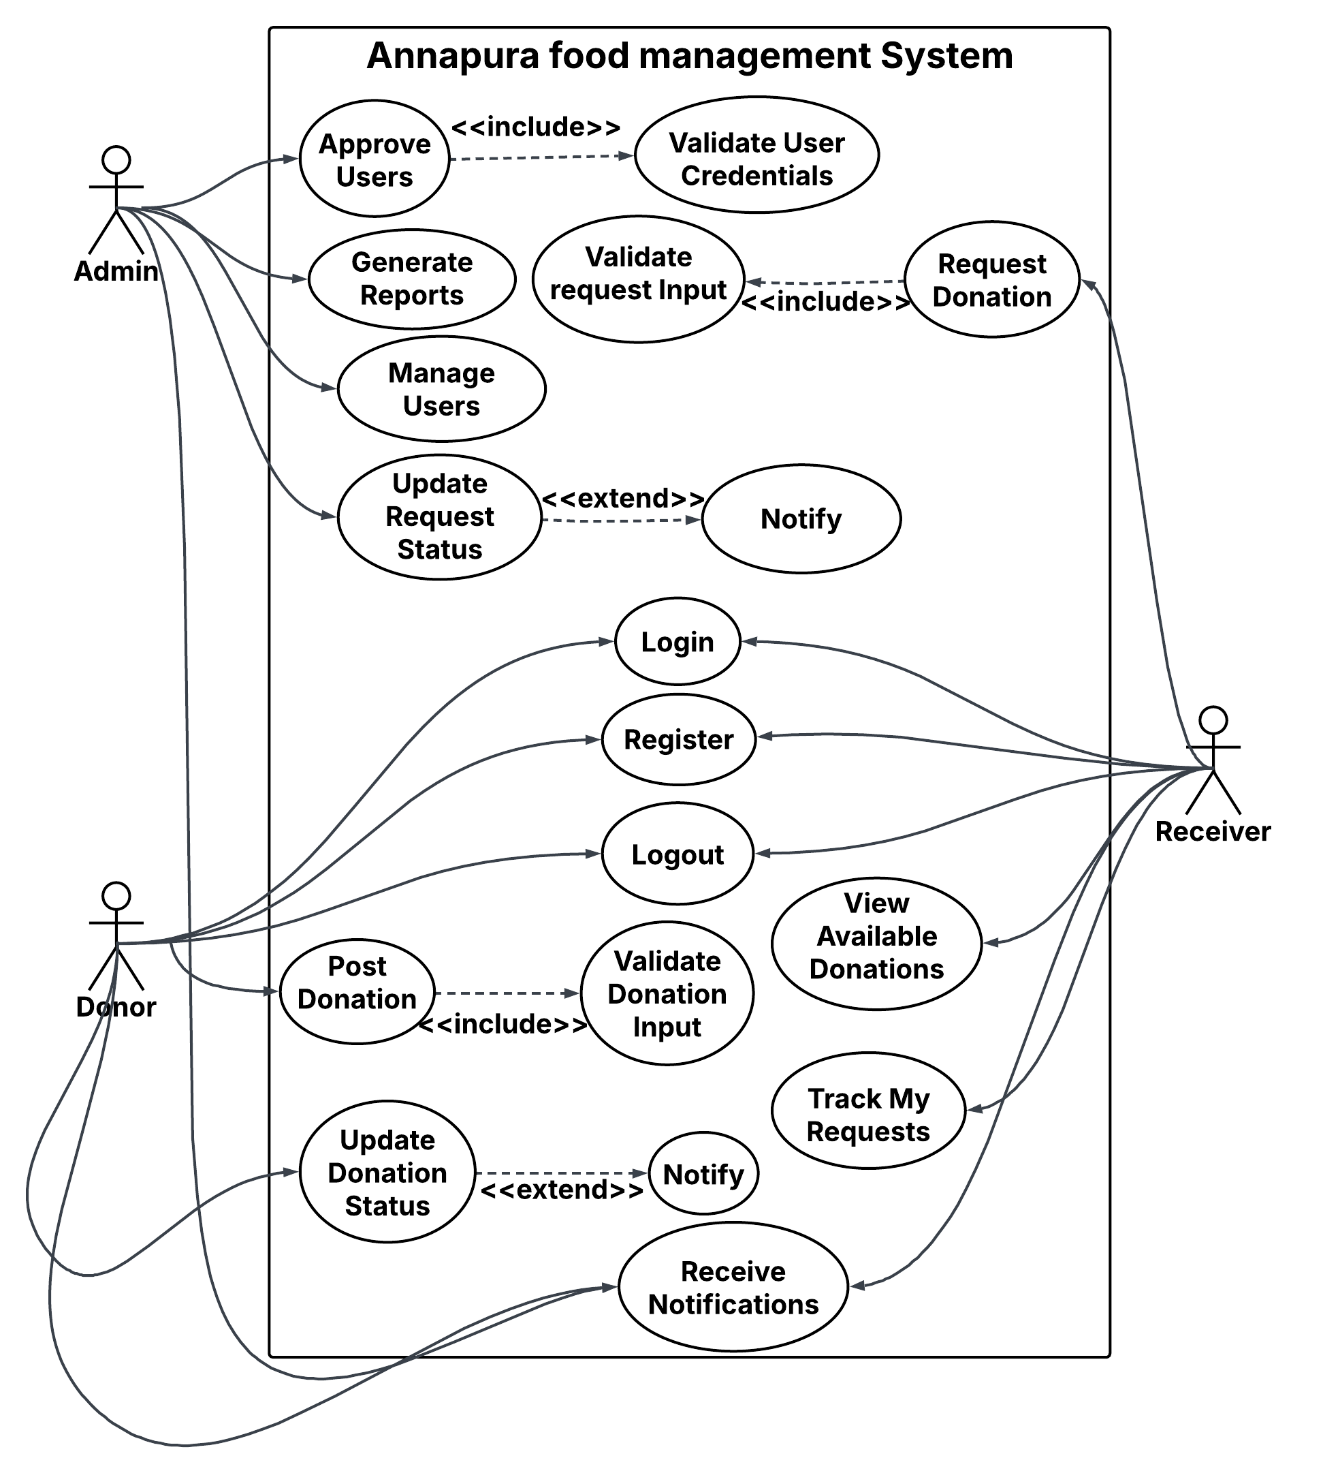 Annapura food management System
Approve
Users
<<include>>
Validate User
Credentials
Admin
Generate
Reports
Validate
request Input
<<include>>
Request
Donation
Manage
Users
Update
Request
Status
<<extend>>
Notify
Login
Register
Receiver
Logout
View
Available
Donations
Donor
Post
Donation
<<include>>
Validate
Donation
Input
Track My
Requests
Update
Donation
Status
<<extend>>
Notify
Receive
Notifications